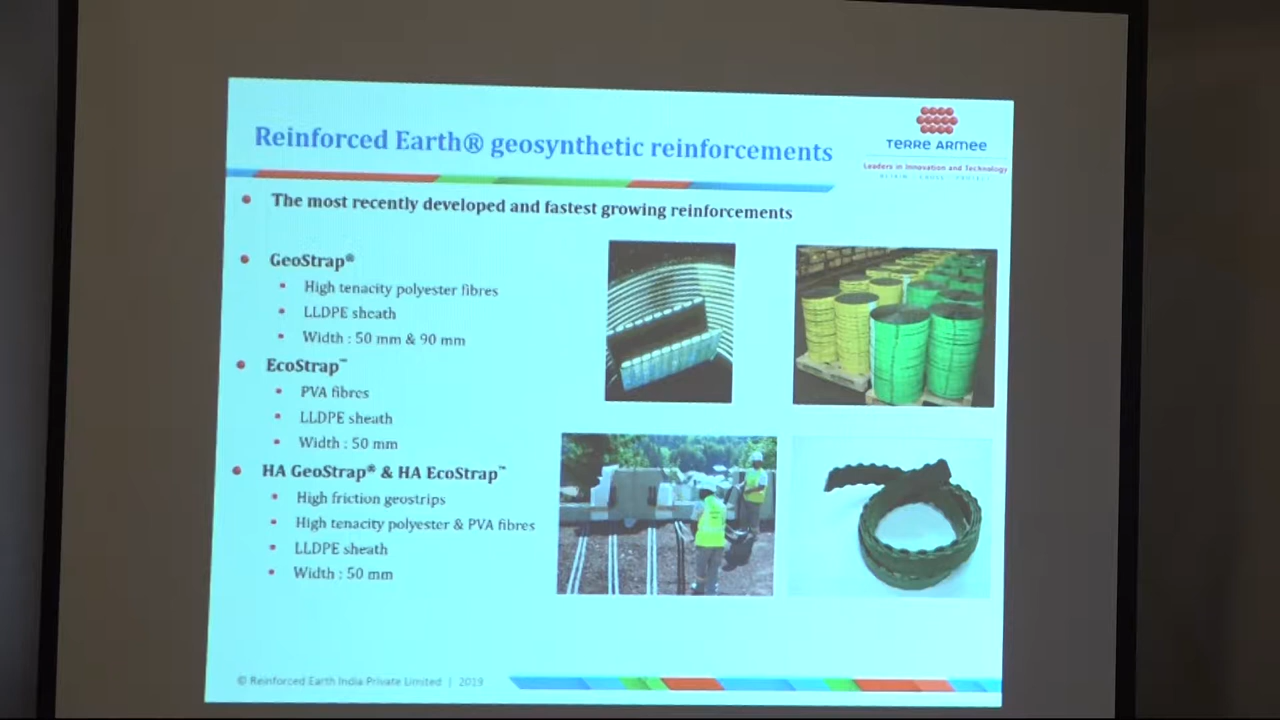 Reinforced Earth® geosynthetic reinforcements
TERRE ARMEE
Leaders in Innovation and Technology
• The most recently developed and fastest growing reinforcements
• GeoStrap®
▪ High tenacity polyester fibres
▪ LLDPE sheath
▪ Width : 50 mm & 90 mm
• EcoStrap™
▪ PVA fibres
▪ LLDPE sheath
▪ Width : 50 mm
• HA GeoStrap® & HA EcoStrap™
▪ High friction geostrips
▪ High tenacity polyester & PVA fibres
▪ LLDPE sheath
▪ Width : 50 mm
© Reinforced Earth India Private Limited | 2019